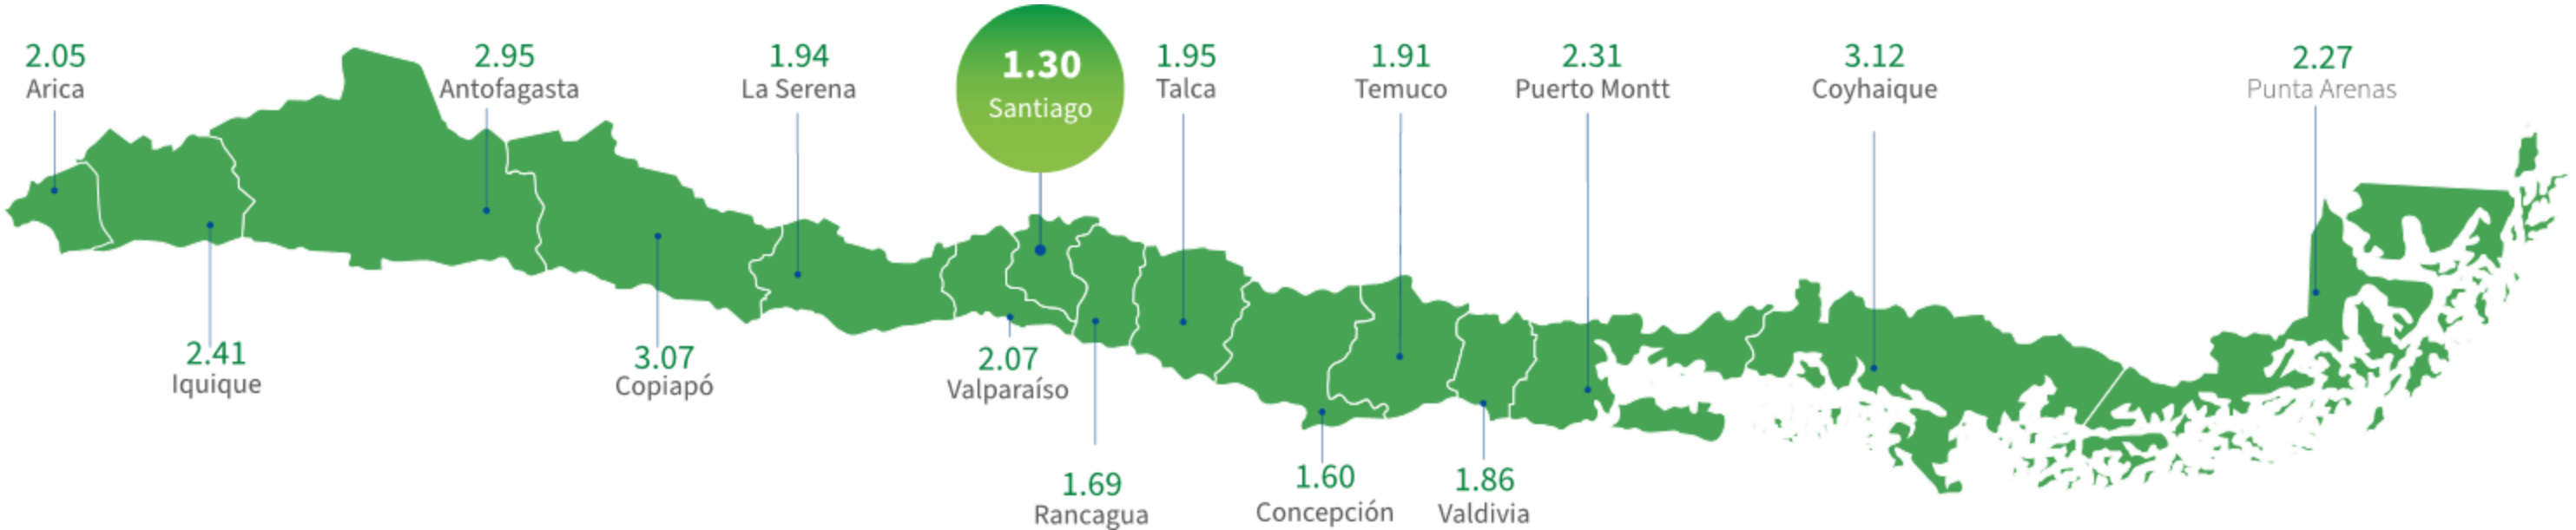 2.05
Arica
2.41
Iquique
2.95
Antofagasta
3.07
Copiapó
1.94
La Serena
2.07
Valparaíso
1.30
Santiago
1.69
Rancagua
1.95
Talca
1.60
Concepción
1.91
Temuco
1.86
Valdivia
2.31
Puerto Montt
3.12
Coyhaique
2.27
Punta Arenas